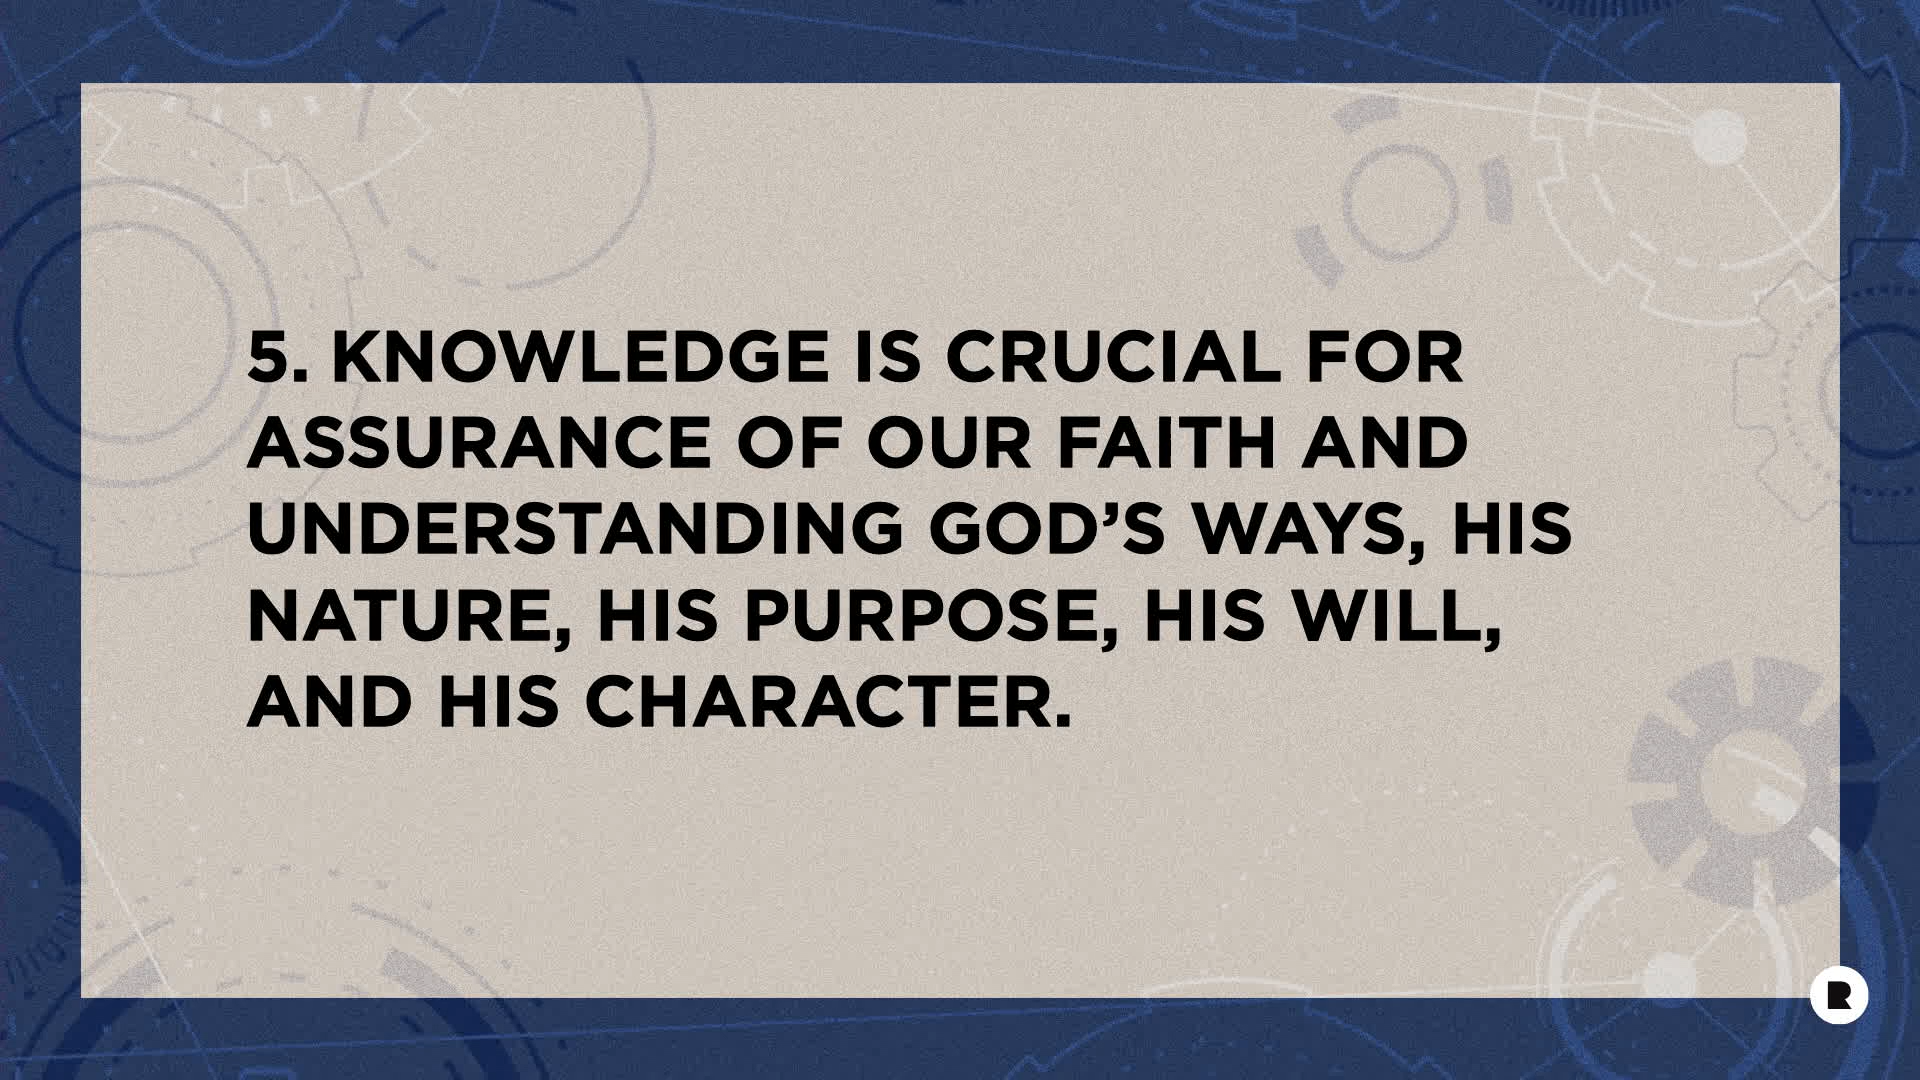 5. KNOWLEDGE IS CRUCIAL FOR
ASSURANCE OF OUR FAITH AND
UNDERSTANDING GOD’S WAYS, HIS
NATURE, HIS PURPOSE, HIS WILL,
AND HIS CHARACTER.
R